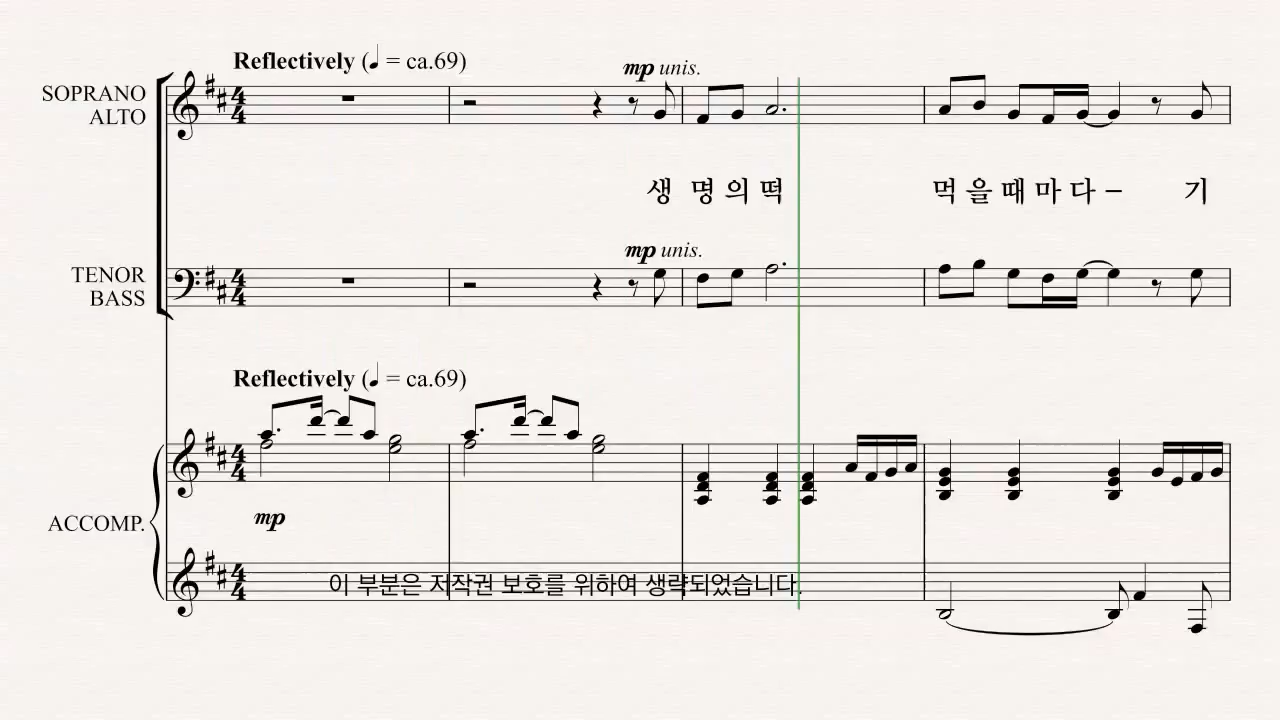 Reflectively (♩ = ca.69)
mp unis.
SOPRANO
ALTO
생 명 의 떡 먹 을 때 마 다 – 기
mp unis.
TENOR
BASS
Reflectively (♩ = ca.69)
mp
ACCOMP.
이 부분은 저작권 보호를 위하여 생략되었습니다.